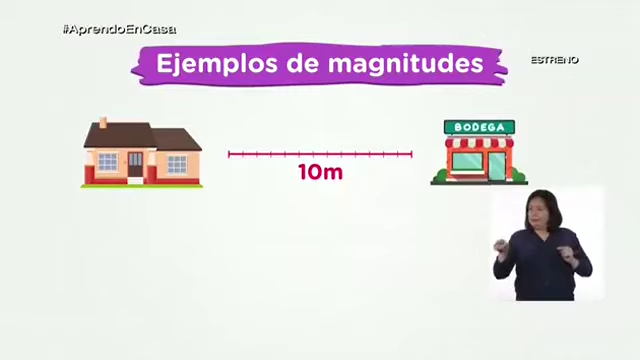 #AprendoEnCasa
Ejemplos de magnitudes
ESTRENO
BODEGA
10m